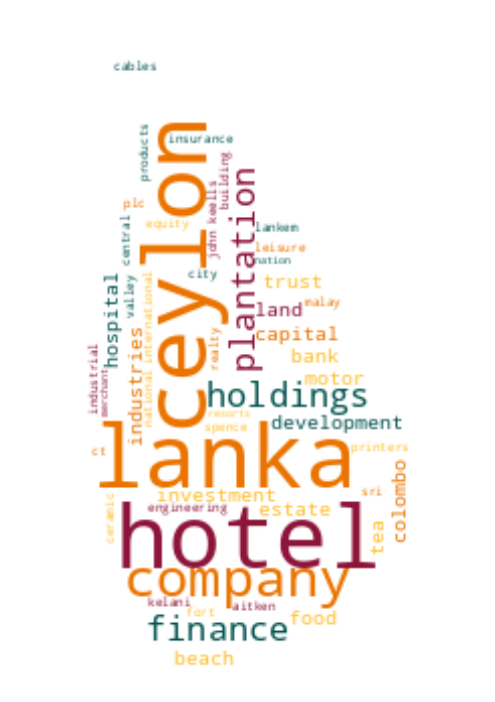 cables
products
insurance
ceylon
building
john keells
plantation
plc
equity
central
lankem
leisure
nation
city
hospital
valley
national
international
trust
land
malay
realty
capital
bank
industries
industrial
merchant
motor
holdings
resorts
spence
development
lanka
ct
printers
investment
sri
colombo
ceramic
engineering
estate
tea
hotel
company
kelani
aitken
fort
food
finance
beach